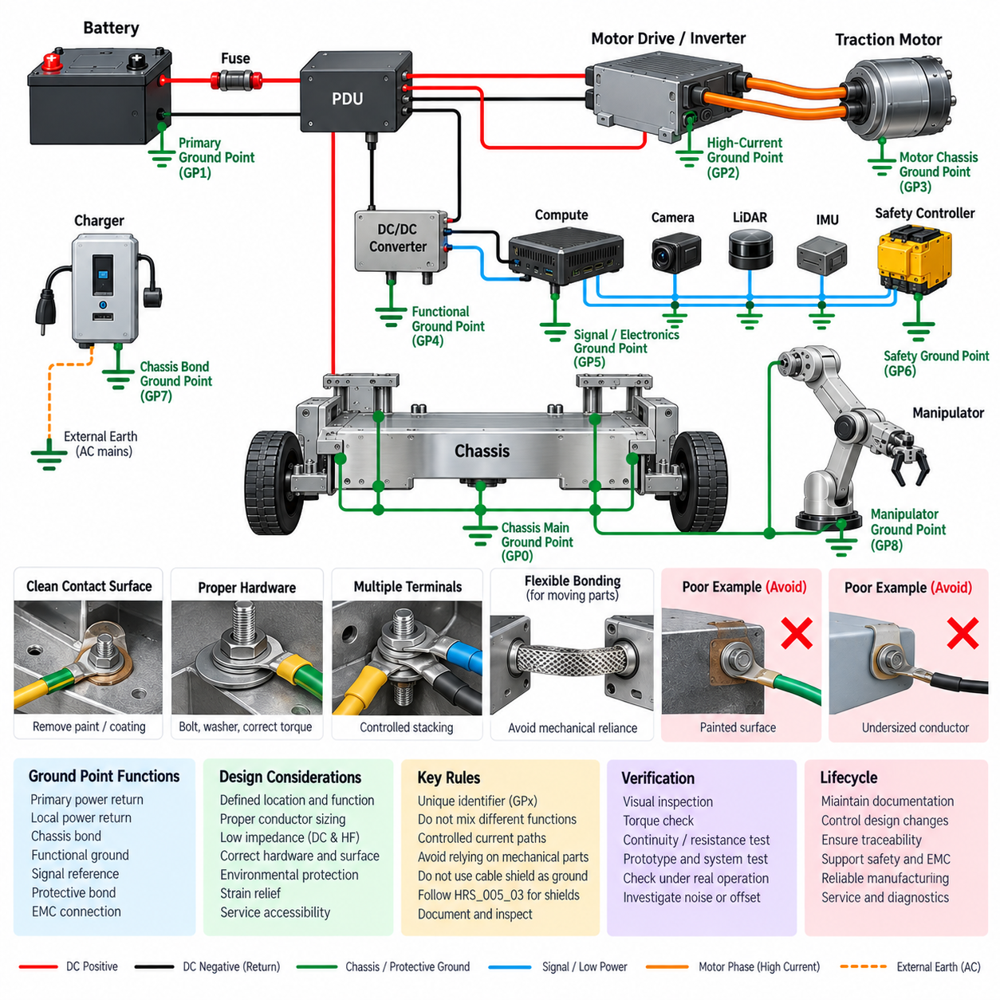 Battery
Fuse
PDU
Motor Drive / Inverter
Traction Motor
Primary
Ground Point
(GP1)
High-Current
Ground Point
(GP2)
Motor Chassis
Ground Point
(GP3)
Charger
DC/DC
Converter
Compute
Camera
LiDAR
IMU
Safety Controller
Functional
Ground Point
(GP4)
Signal / Electronics
Ground Point
(GP5)
Safety Ground Point
(GP6)
Chassis Bond
Ground Point
(GP7)
External Earth
(AC mains)
Chassis
Manipulator
Chassis Main
Ground Point
(GP0)
Manipulator
Ground Point
(GP8)
Clean Contact Surface
Remove paint / coating
Proper Hardware
Bolt, washer, correct torque
Multiple Terminals
Controlled stacking
Flexible Bonding
(for moving parts)
Avoid mechanical reliance
Poor Example (Avoid)
Painted surface
Poor Example (Avoid)
Undersized conductor
Ground Point Functions
Primary power return
Local power return
Chassis bond
Functional ground
Signal reference
Protective bond
EMC connection
Design Considerations
Defined location and function
Proper conductor sizing
Low impedance (DC & HF)
Correct hardware and surface
Environmental protection
Strain relief
Service accessibility
Key Rules
Unique identifier (GPx)
Do not mix different functions
Controlled current paths
Avoid relying on mechanical parts
Do not use cable shield as ground
Follow HRS_005_03 for shields
Document and inspect
Verification
Visual inspection
Torque check
Continuity / resistance test
Prototype and system test
Check under real operation
Investigate noise or offset
Lifecycle
Maintain documentation
Control design changes
Ensure traceability
Support safety and EMC
Reliable manufacturiing
Service and diagnostics
DC Positive
DC Negative (Return)
Chassis / Protective Ground
Signal / Low Power
Motor Phase (High Current)
External Earth (AC)